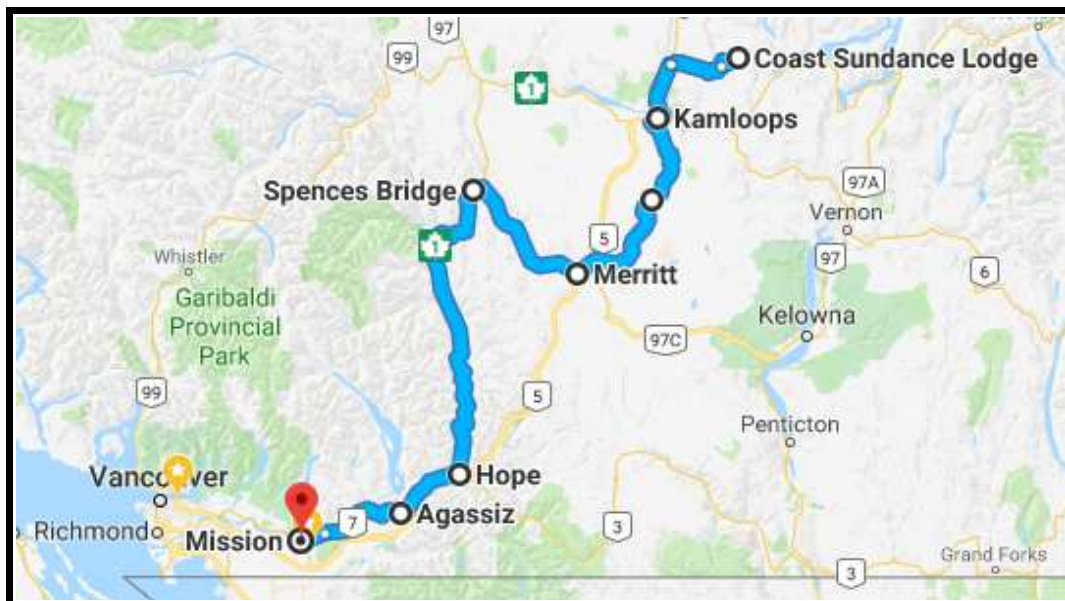 97
99
Coast Sundance Lodge
1
Kamloops
Spences Bridge
97A
Vernon
1
5
Whistler
Merritt
97
6
Garibaldi
Provincial
Park
Kelowna
97C
99
5
Penticton
Vancouver
Hope
Agassiz
7
Richmond
Mission
3
Grand Forks
3